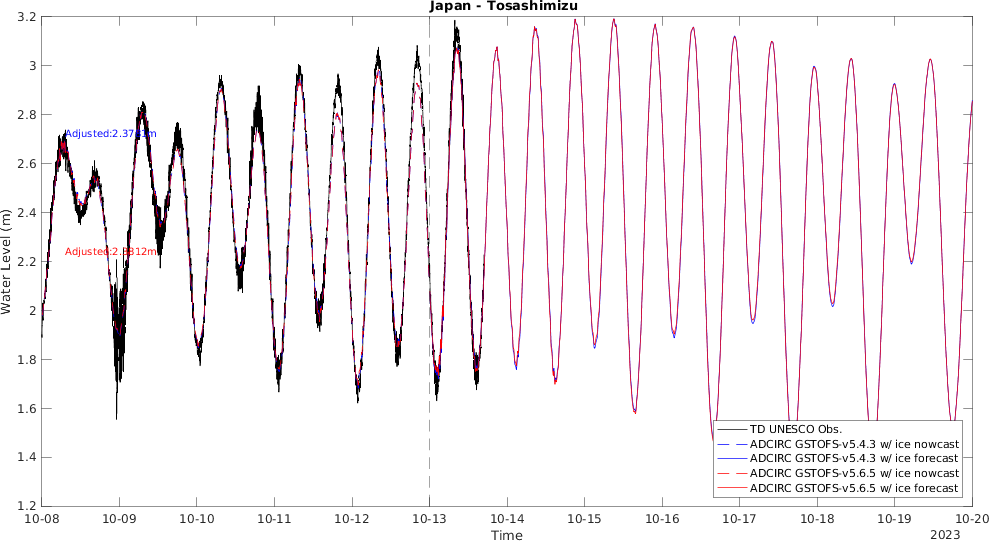 Japan - Tosashimizu
3.2
3
2.8
2.6
2.4
2.2
2
1.8
1.6
1.4
1.2
Water Level (m)
Adjusted:
Adjusted:
TD UNESCO Obs.
ADCIRC GSTOFS-v5.4.3 w/ ice nowcast
ADCIRC GSTOFS-v5.4.3 w/ ice forecast
ADCIRC GSTOFS-v5.6.5 w/ ice nowcast
ADCIRC GSTOFS-v5.6.5 w/ ice forecast
10-08 10-09 10-10 10-11 10-12 10-13 10-14 10-15 10-16 10-17 10-18 10-19 10-20
Time
2023